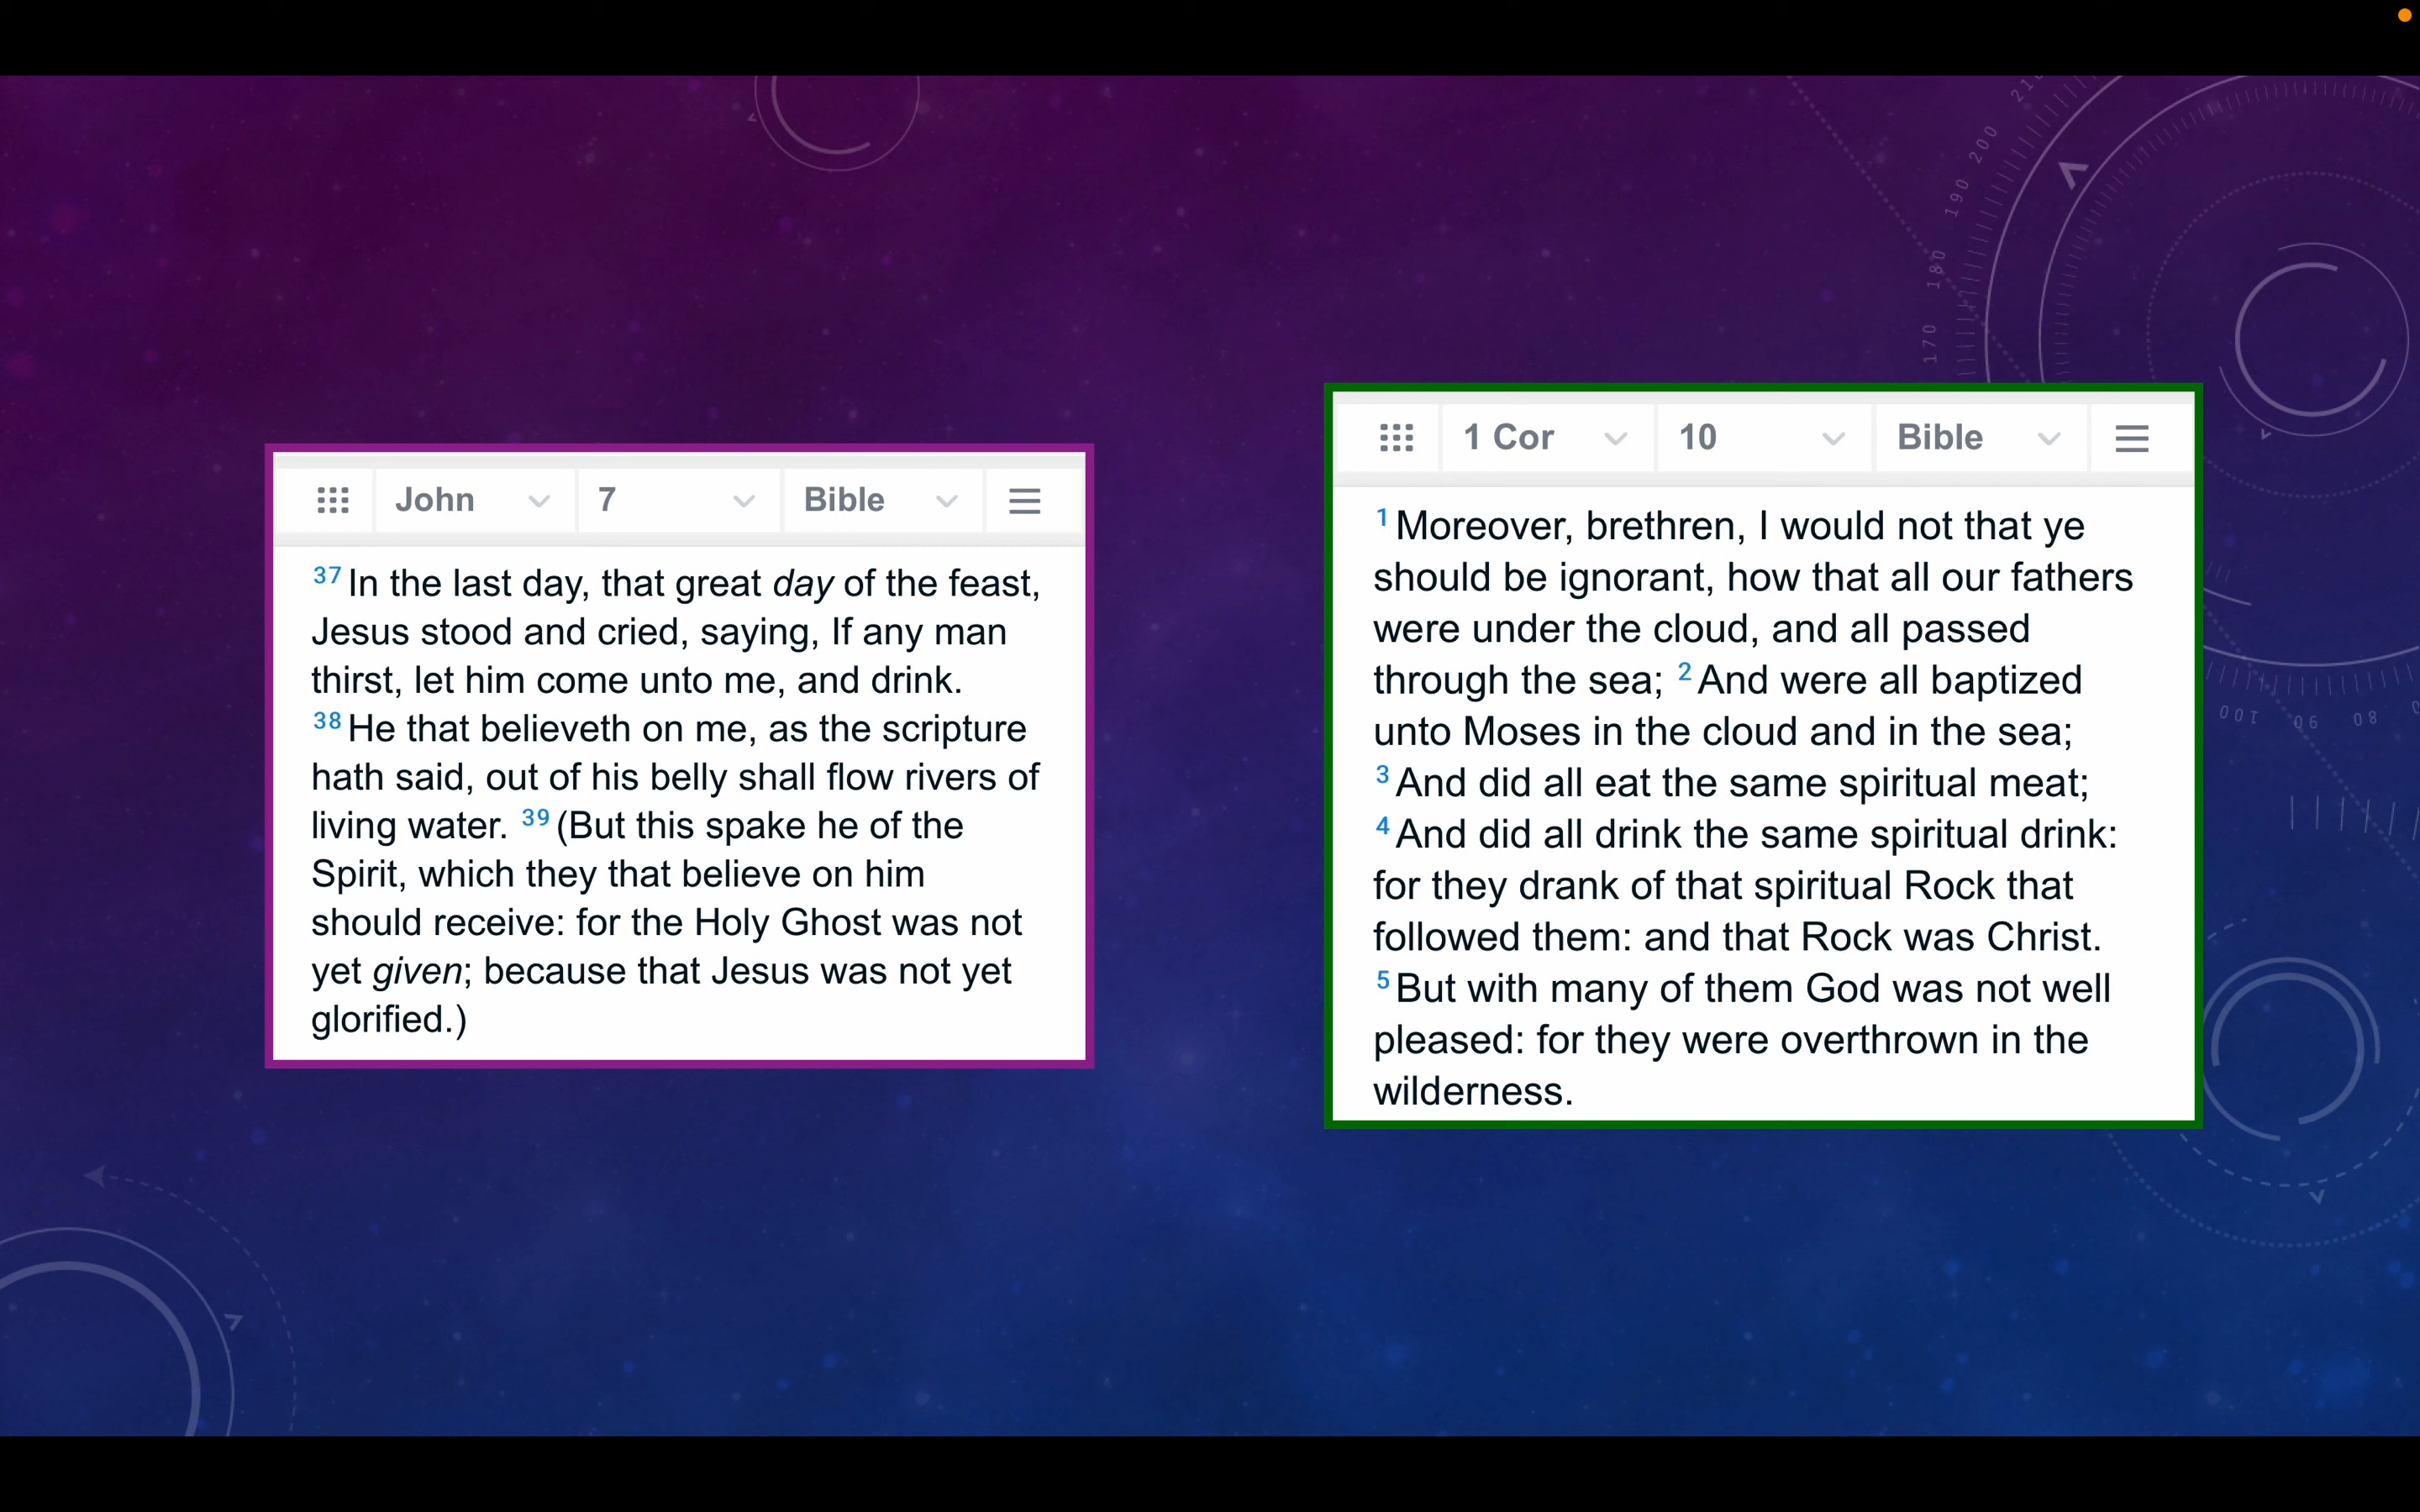 John 7 Bible
37 In the last day, that great day of the feast,
Jesus stood and cried, saying, If any man
thirst, let him come unto me, and drink.
38 He that believeth on me, as the scripture
hath said, out of his belly shall flow rivers of
living water. 39 (But this spake he of the
Spirit, which they that believe on him
should receive: for the Holy Ghost was not
yet given; because that Jesus was not yet
glorified.)
1 Cor 10 Bible
1 Moreover, brethren, I would not that ye
should be ignorant, how that all our fathers
were under the cloud, and all passed
through the sea; 2 And were all baptized
unto Moses in the cloud and in the sea;
3 And did all eat the same spiritual meat;
4 And did all drink the same spiritual drink:
for they drank of that spiritual Rock that
followed them: and that Rock was Christ.
5 But with many of them God was not well
pleased: for they were overthrown in the
wilderness.
210
200
190
180
170
100 90 80